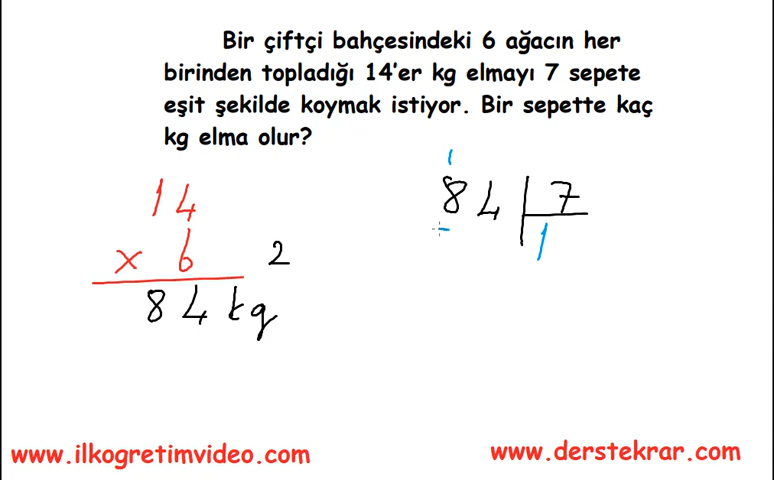 Bir çiftçi bahçesindeki 6 ağacın her
birinden topladığı 14'er kg elmayı 7 sepete
eşit şekilde koymak istiyor. Bir sepette kaç
kg elma olur?
14
x 6 2
84 kg
1
84 7
- 1
www.ilkogretimvideo.com
www.derstekrar.com